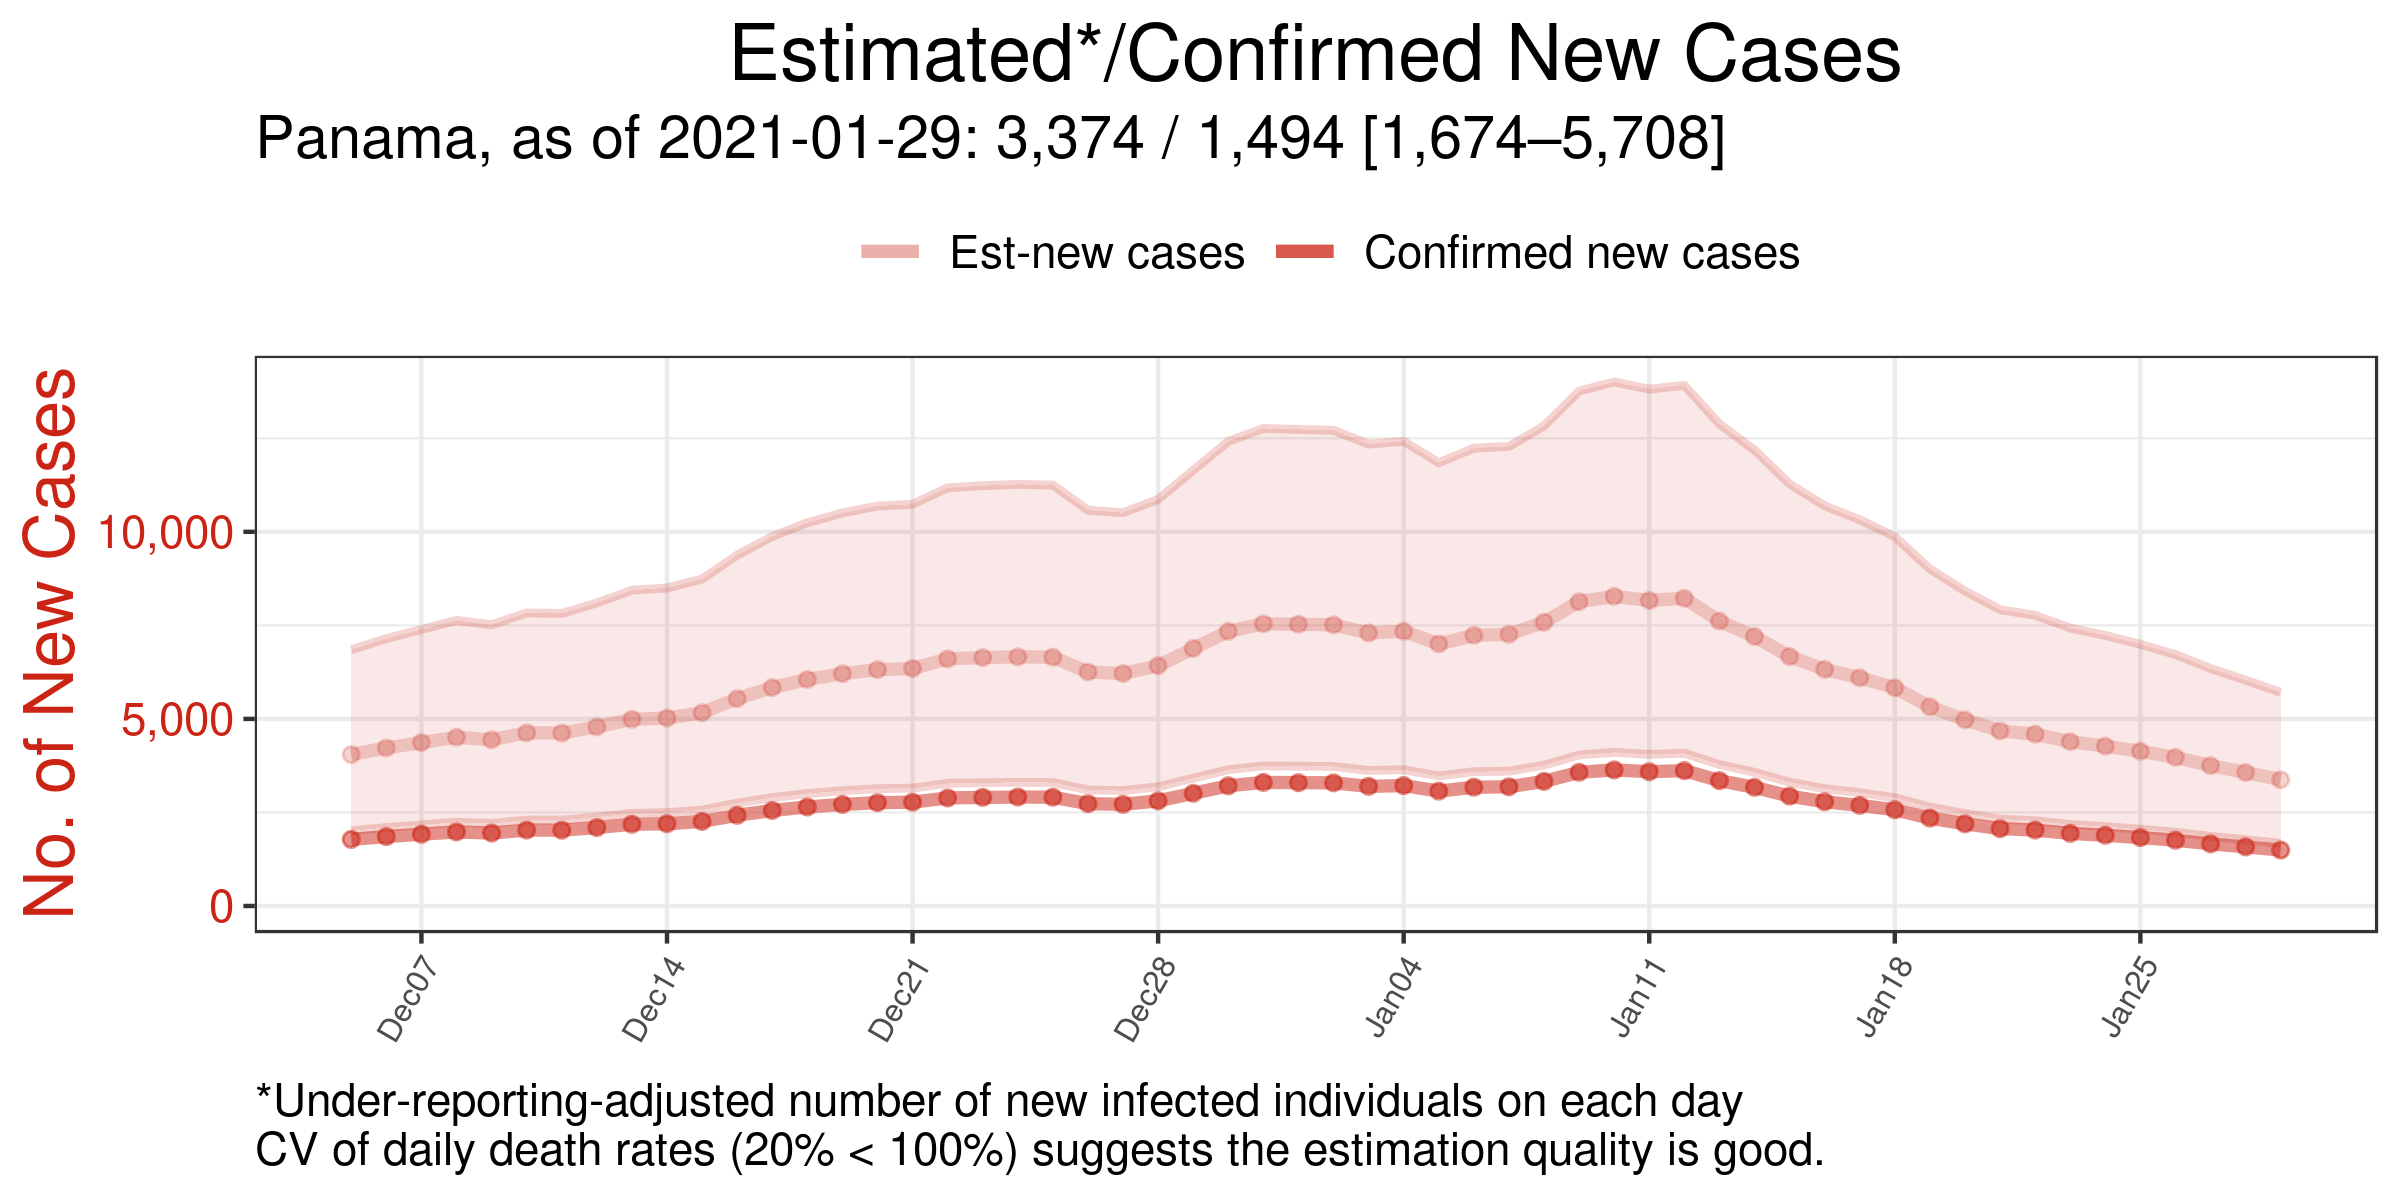 Estimated*/Confirmed New Cases
Panama, as of 2021-01-29: 3,374 / 1,494 [1,674–5,708]
Est-new cases Confirmed new cases
No. of New Cases
10,000
5,000
0
Dec07 Dec14 Dec21 Dec28 Jan04 Jan11 Jan18 Jan25
*Under-reporting-adjusted number of new infected individuals on each day
CV of daily death rates (20% < 100%) suggests the estimation quality is good.